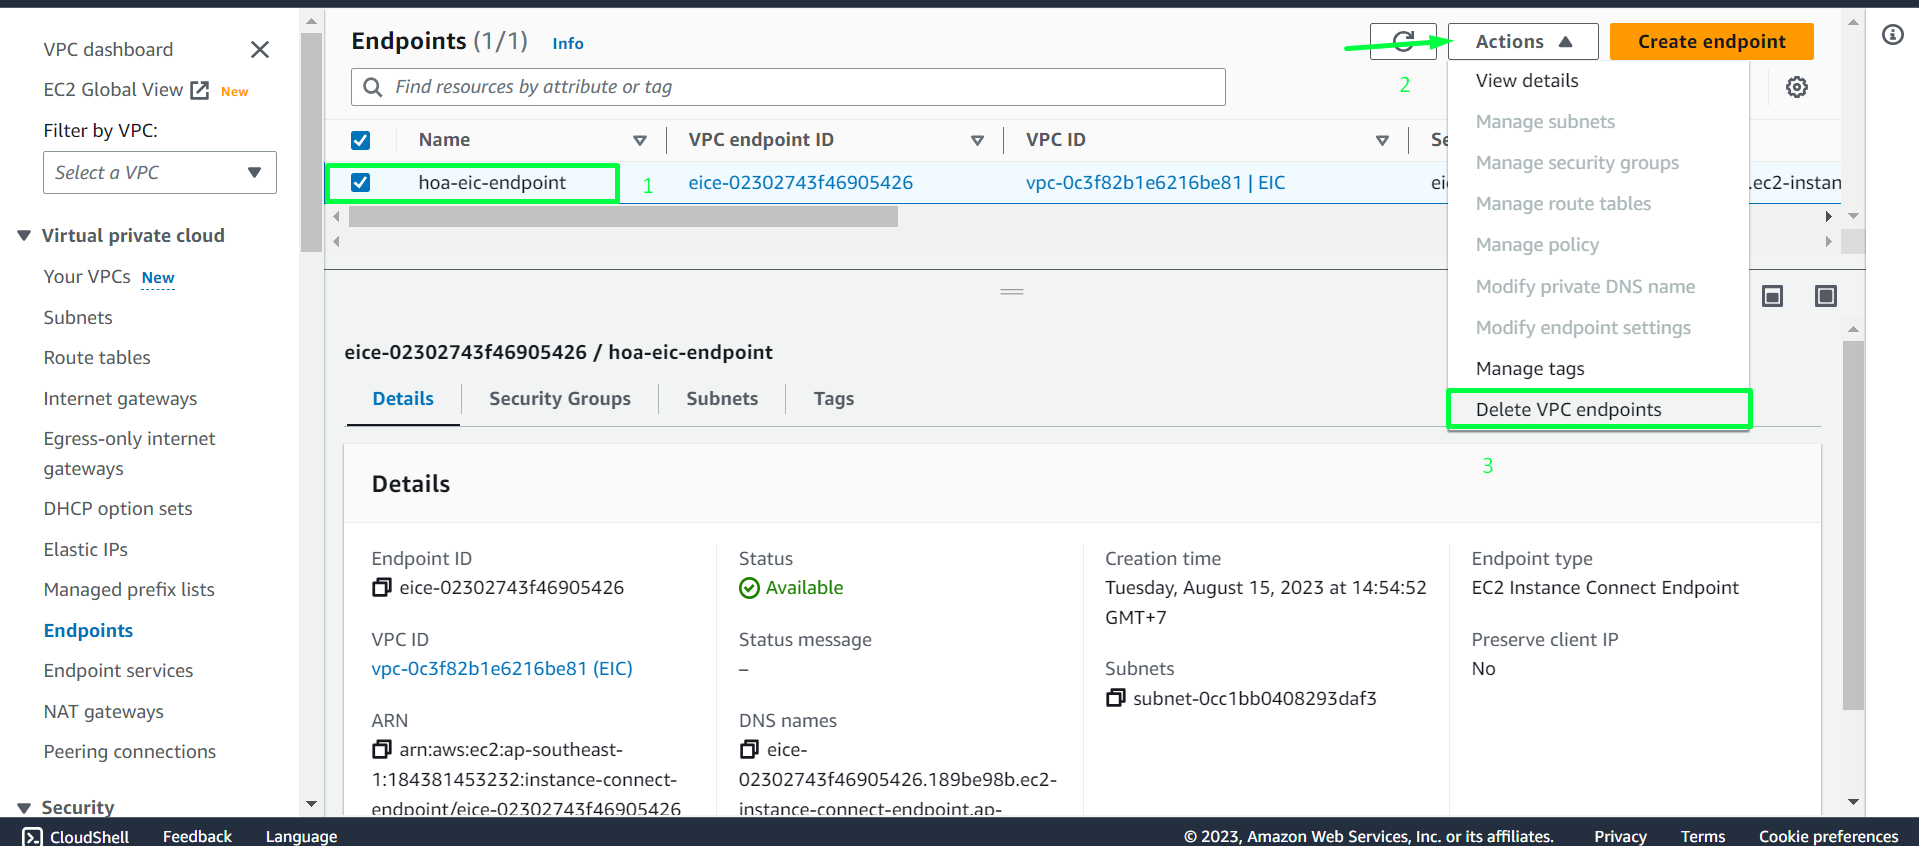 VPC dashboard
EC2 Global View New
Filter by VPC:
Select a VPC
Virtual private cloud
Your VPCs New
Subnets
Route tables
Internet gateways
Egress-only internet
gateways
DHCP option sets
Elastic IPs
Managed prefix lists
Endpoints
Endpoint services
NAT gateways
Peering connections
Security
Endpoints (1/1) Info
Actions
Create endpoint
Find resources by attribute or tag
2
Name VPC endpoint ID VPC ID Se
hoa-eic-endpoint 1 eice-02302743f46905426 vpc-0c3f82b1e6216be81 | EIC eic .ec2-instan
View details
Manage subnets
Manage security groups
Manage route tables
Manage policy
Modify private DNS name
Modify endpoint settings
Manage tags
Delete VPC endpoints
3
eice-02302743f46905426 / hoa-eic-endpoint
Details Security Groups Subnets Tags
Details
Endpoint ID
eice-02302743f46905426
VPC ID
vpc-0c3f82b1e6216be81 (EIC)
ARN
arn:aws:ec2:ap-southeast-
1:184381453232:instance-connect-
endpoint/eice-02302743f46905426
Status
Available
Status message
–
DNS names
eice-
02302743f46905426.189be98b.ec2-
instance-connect-endpoint.ap-
Creation time
Tuesday, August 15, 2023 at 14:54:52
GMT+7
Subnets
subnet-0cc1bb0408293daf3
Endpoint type
EC2 Instance Connect Endpoint
Preserve client IP
No
CloudShell Feedback Language © 2023, Amazon Web Services, Inc. or its affiliates. Privacy Terms Cookie preferences